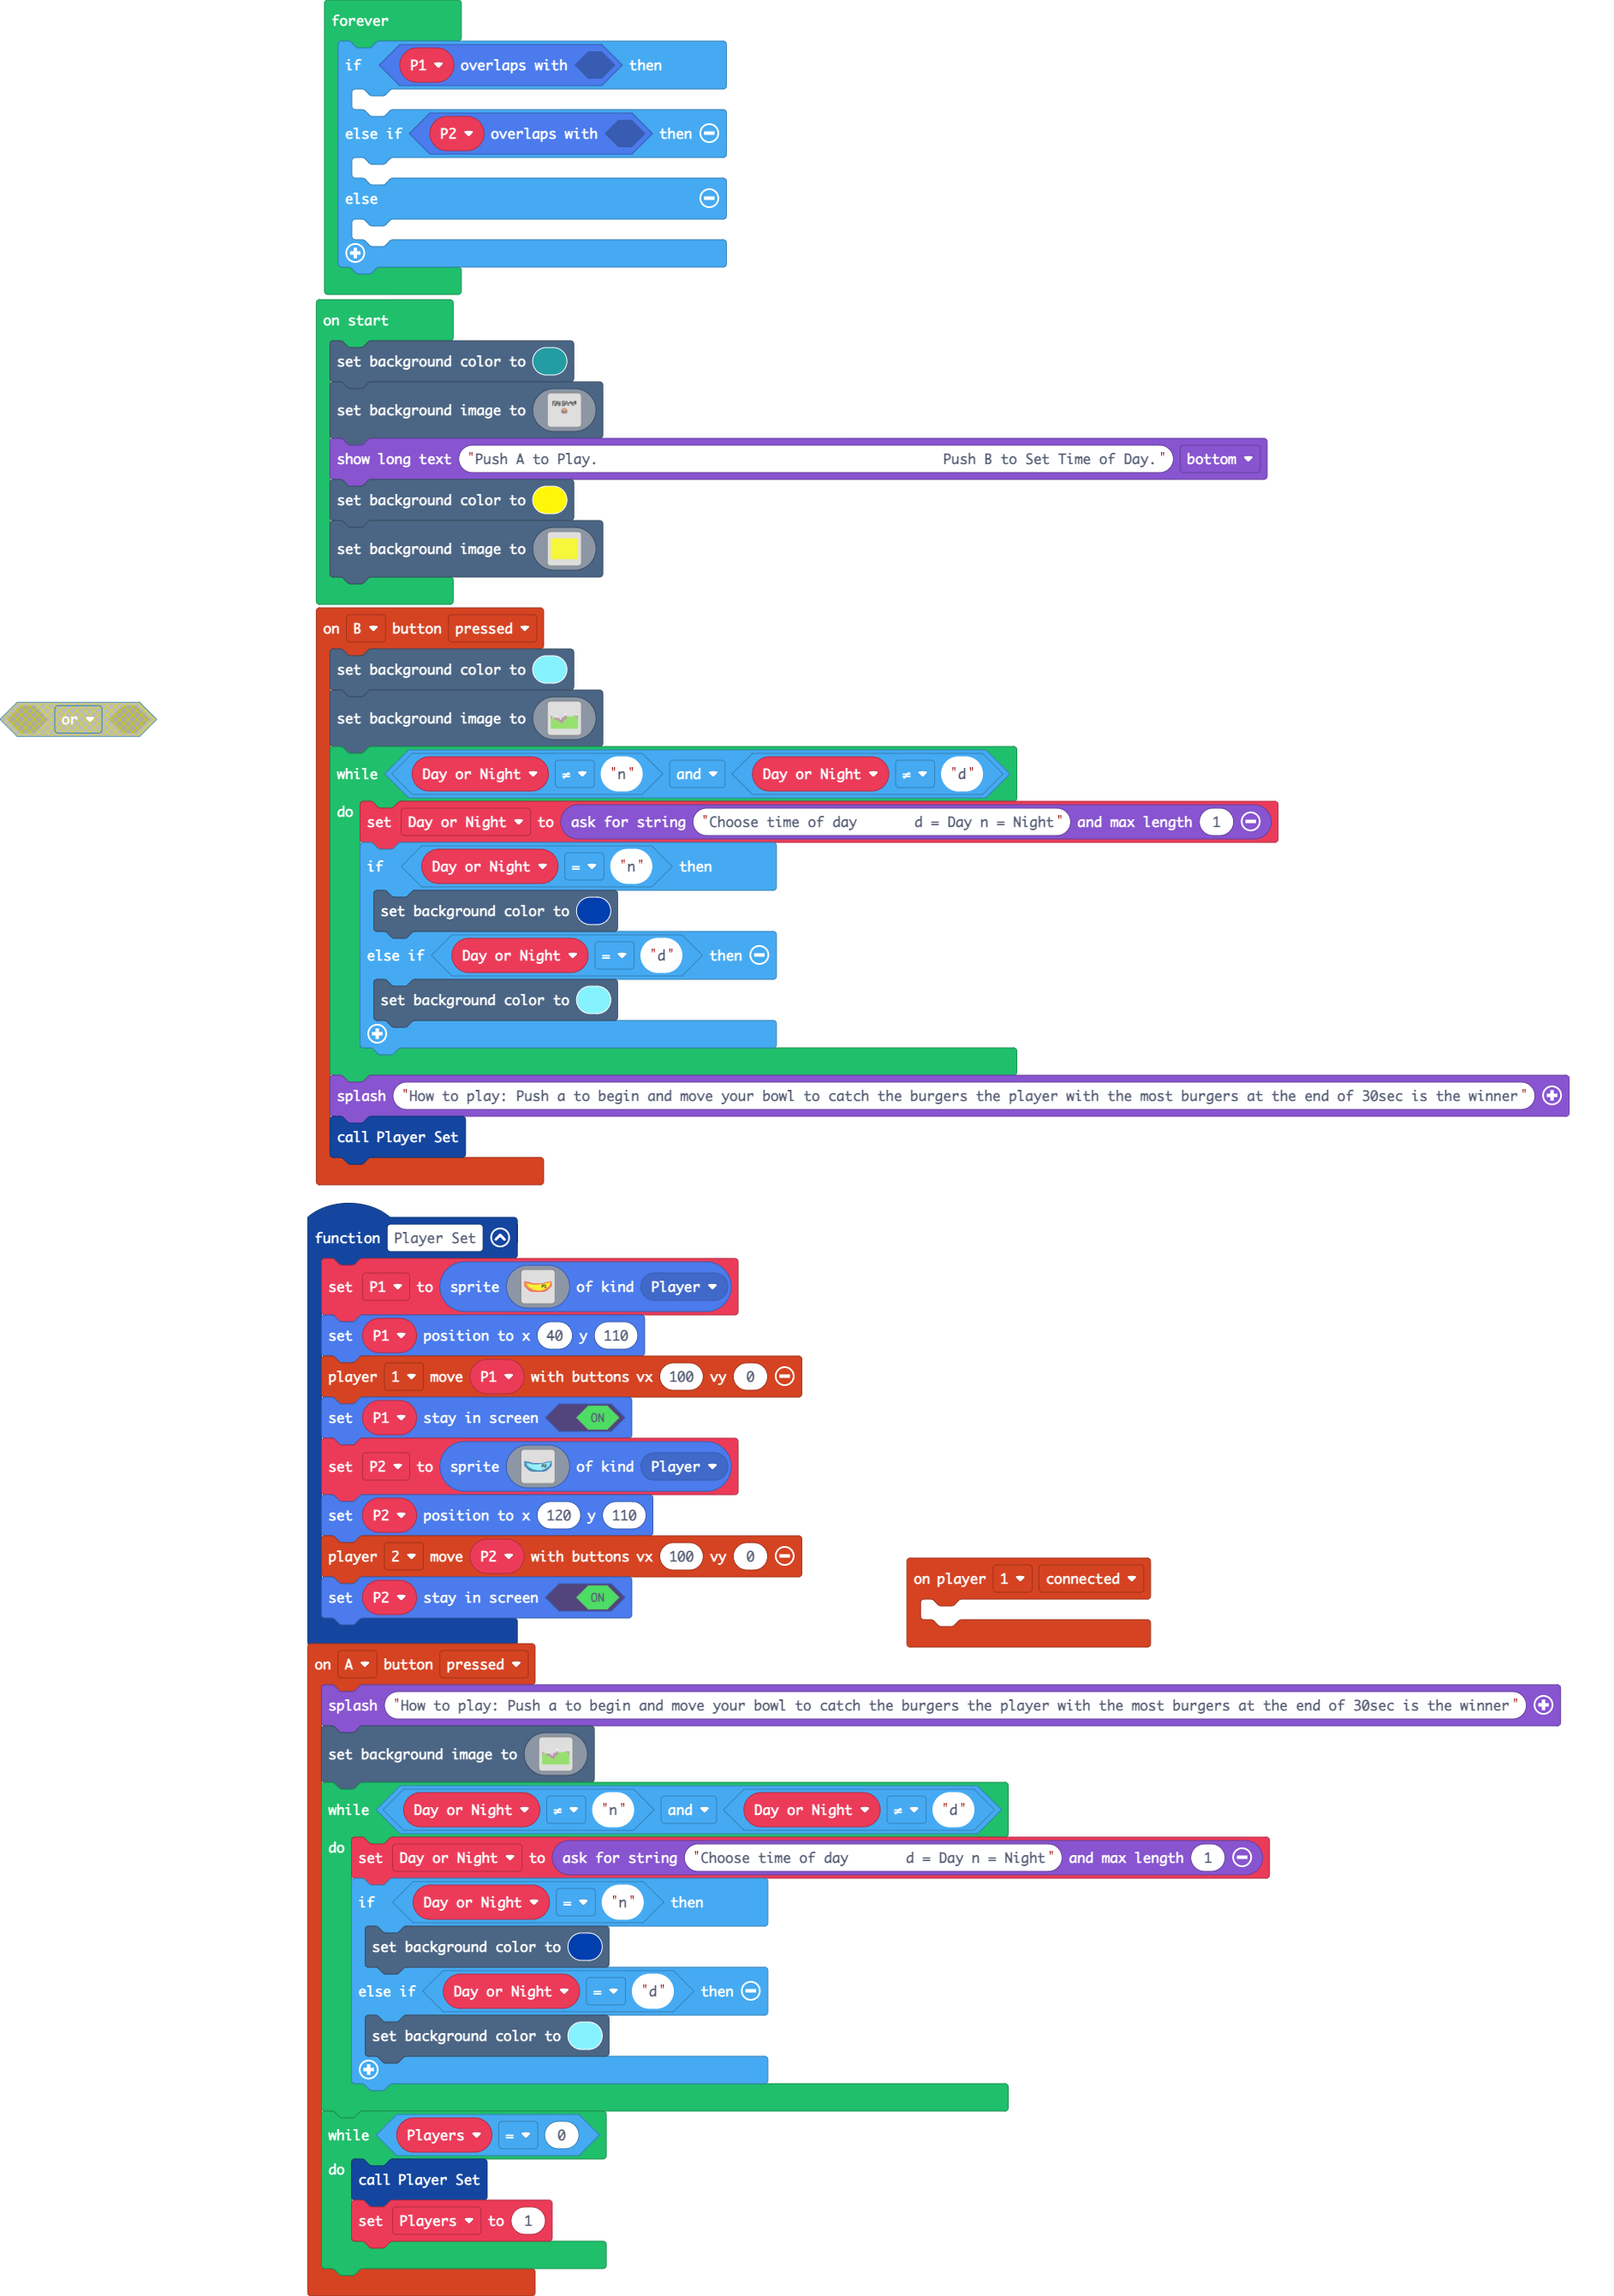 forever
if P1 overlaps with then
else if P2 overlaps with then
else
on start
set background color to
set background image to
show long text "Push A to Play. Push B to Set Time of Day." bottom
set background color to
set background image to
on B button pressed
set background color to
set background image to
or
while Day or Night ≠ "n" and Day or Night ≠ "d"
do set Day or Night to ask for string "Choose time of day d = Day n = Night" and max length 1
if Day or Night = "n" then
set background color to
else if Day or Night = "d" then
set background color to
splash "How to play: Push a to begin and move your bowl to catch the burgers the player with the most burgers at the end of 30sec is the winner"
call Player Set
function Player Set
set P1 to sprite of kind Player
set P1 position to x 40 y 110
player 1 move P1 with buttons vx 100 vy 0
set P1 stay in screen ON
set P2 to sprite of kind Player
set P2 position to x 120 y 110
player 2 move P2 with buttons vx 100 vy 0
set P2 stay in screen ON
on player 1 connected
on A button pressed
splash "How to play: Push a to begin and move your bowl to catch the burgers the player with the most burgers at the end of 30sec is the winner"
set background image to
while Day or Night ≠ "n" and Day or Night ≠ "d"
do set Day or Night to ask for string "Choose time of day d = Day n = Night" and max length 1
if Day or Night = "n" then
set background color to
else if Day or Night = "d" then
set background color to
while Players = 0
do call Player Set
set Players to 1